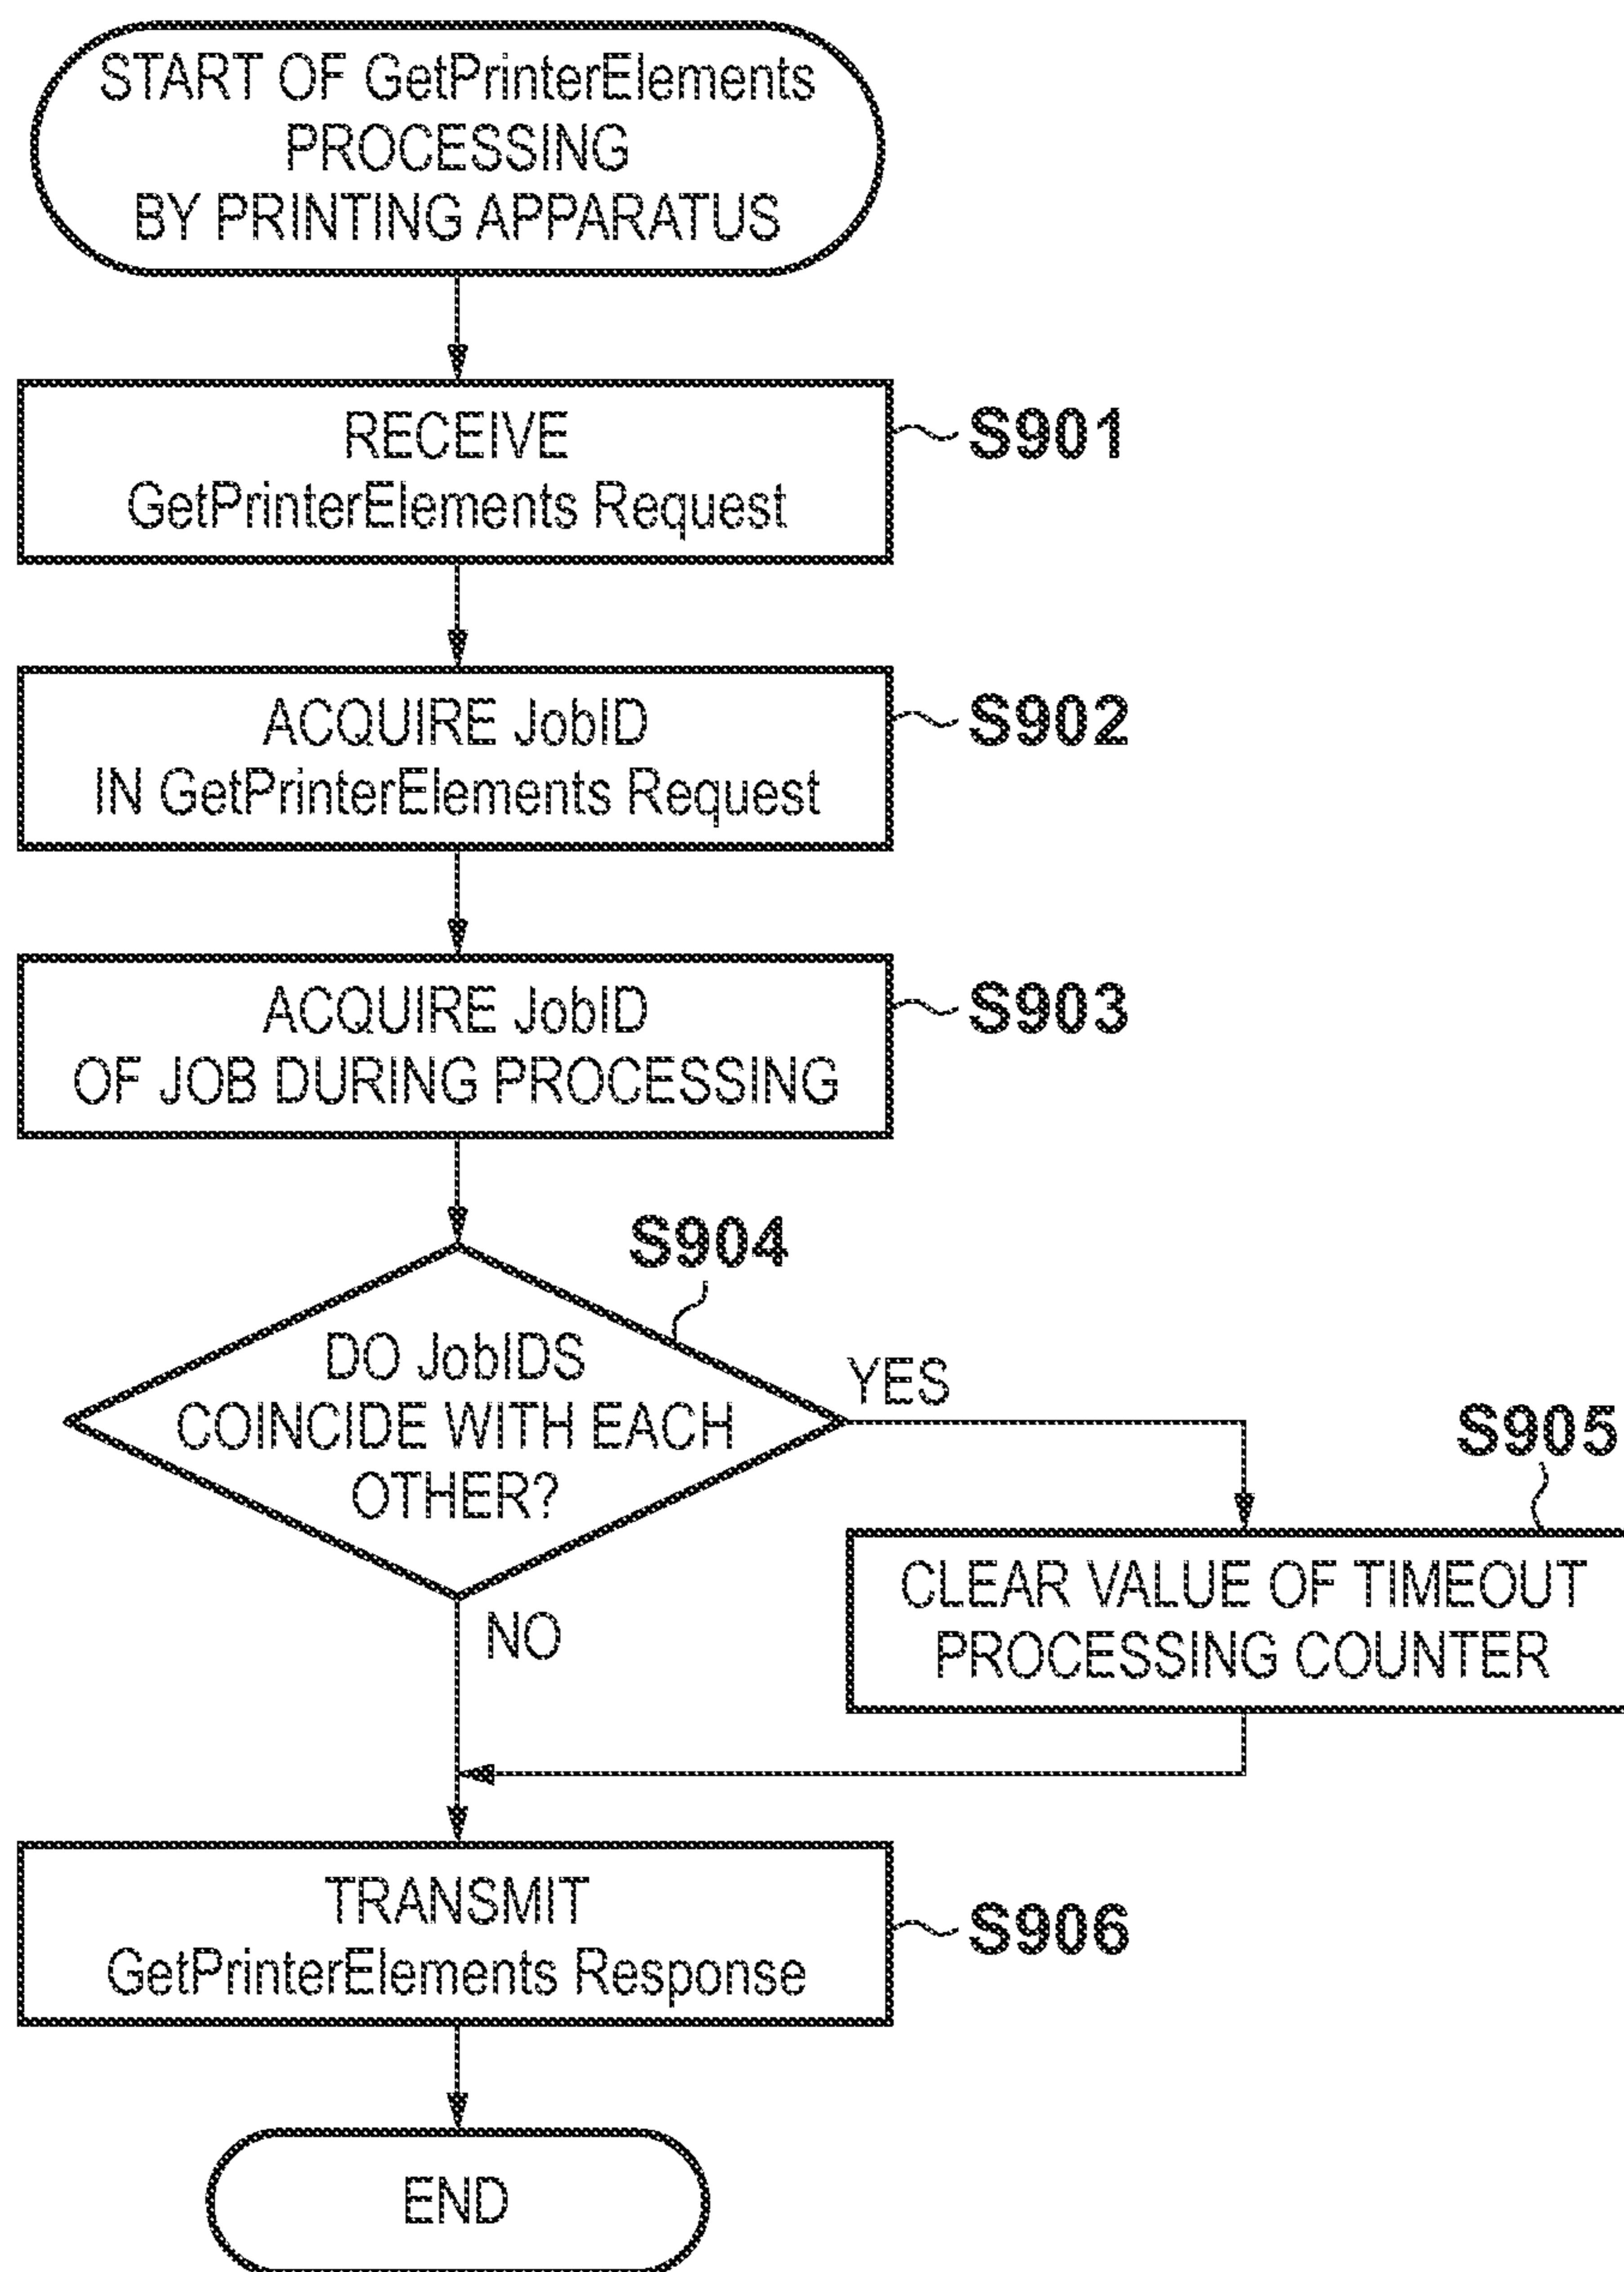 START OF GetPrinterElements
PROCESSING
BY PRINTING APPARATUS
RECEIVE
GetPrinterElements Request
S901
ACQUIRE JobID
IN GetPrinterElements Request
S902
ACQUIRE JobID
OF JOB DURING PROCESSING
S903
S904
DO JobIDS
COINCIDE WITH EACH
OTHER?
YES
NO
S905
CLEAR VALUE OF TIMEOUT
PROCESSING COUNTER
TRANSMIT
GetPrinterElements Response
S906
END